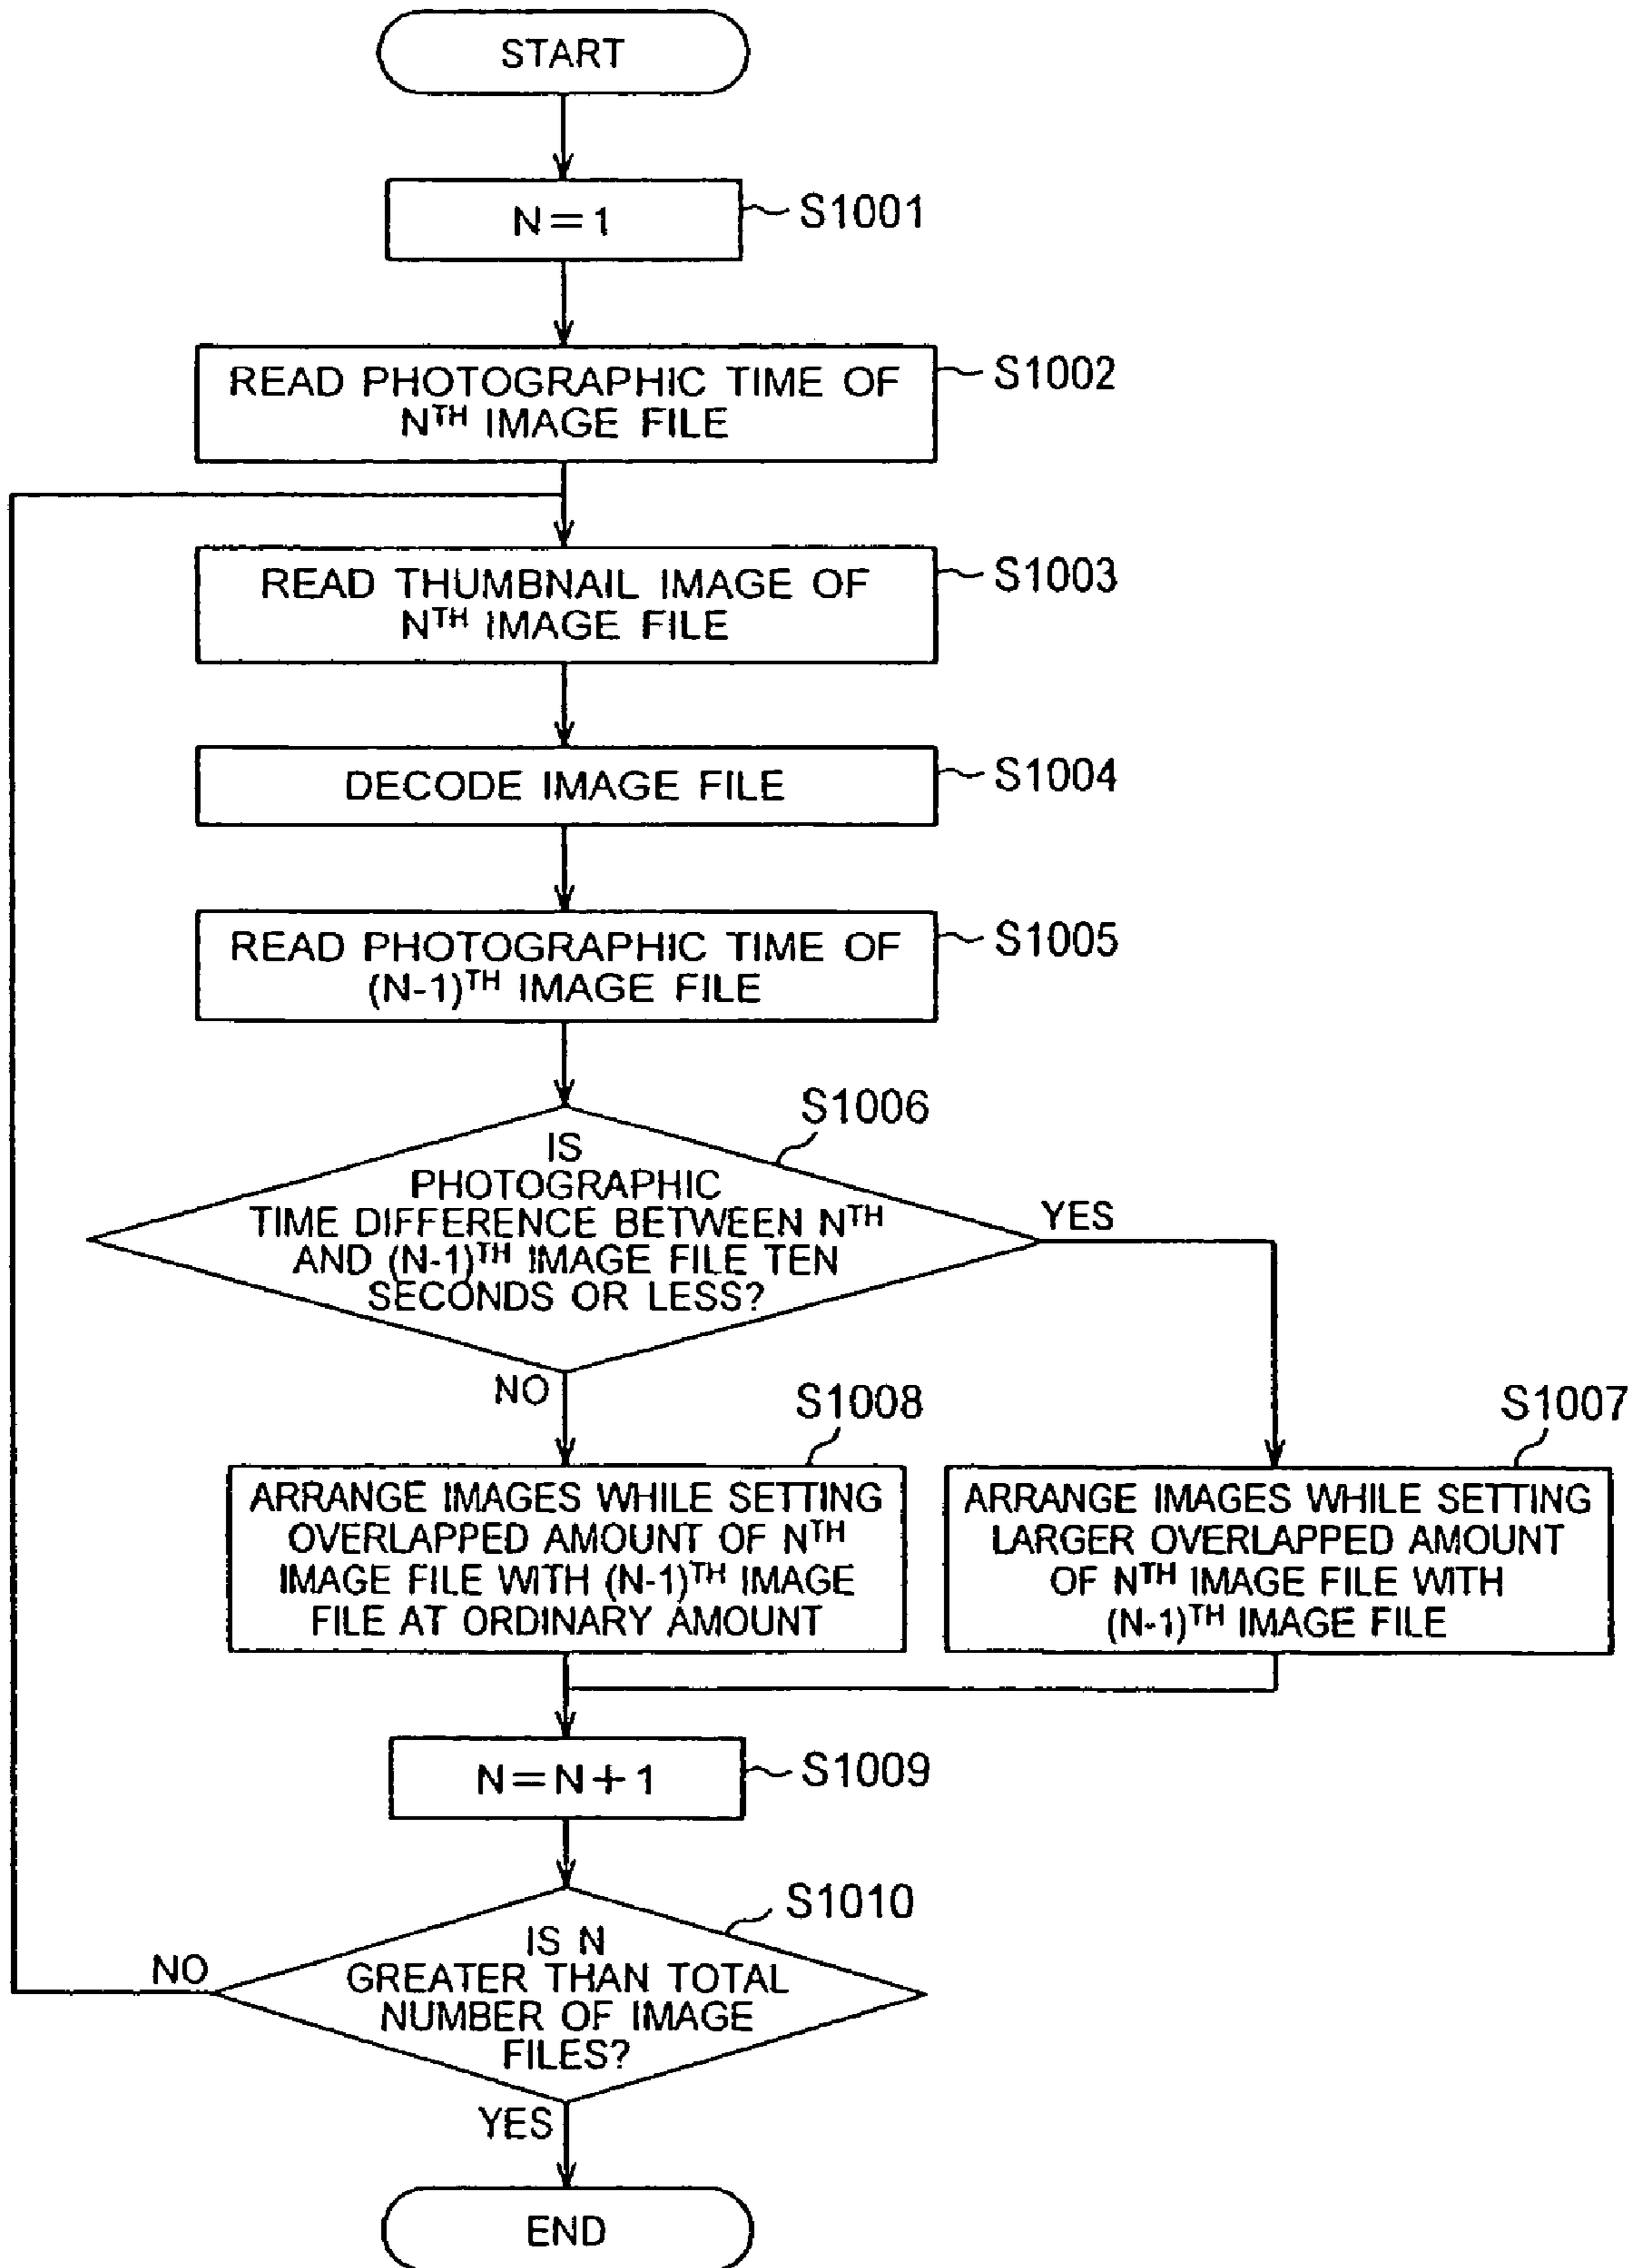 START
N=1
S1001
READ PHOTOGRAPHIC TIME OF
NTH IMAGE FILE
S1002
READ THUMBNAIL IMAGE OF
NTH IMAGE FILE
S1003
DECODE IMAGE FILE
S1004
READ PHOTOGRAPHIC TIME OF
(N-1)TH IMAGE FILE
S1005
S1006
IS
PHOTOGRAPHIC
TIME DIFFERENCE BETWEEN NTH
AND (N-1)TH IMAGE FILE TEN
SECONDS OR LESS?
YES
NO
S1008
ARRANGE IMAGES WHILE SETTING
OVERLAPPED AMOUNT OF NTH
IMAGE FILE WITH (N-1)TH IMAGE
FILE AT ORDINARY AMOUNT
S1007
ARRANGE IMAGES WHILE SETTING
LARGER OVERLAPPED AMOUNT
OF NTH IMAGE FILE WITH
(N-1)TH IMAGE FILE
N=N+1
S1009
S1010
IS N
GREATER THAN TOTAL
NUMBER OF IMAGE
FILES?
NO
YES
END